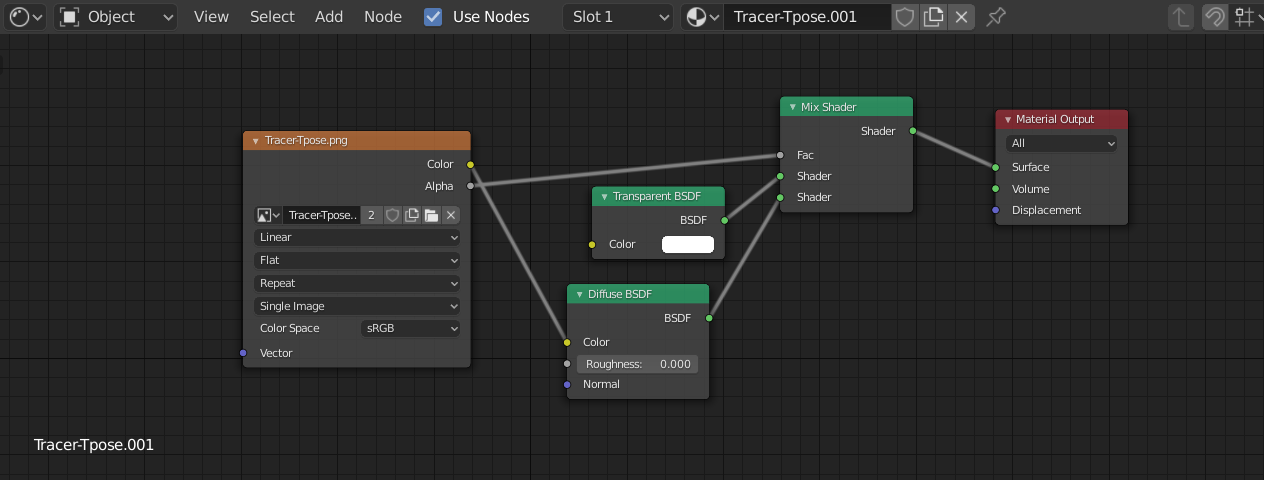 Object View Select Add Node Use Nodes Slot 1 Tracer-Tpose.001
Tracer-Tpose.png
Color
Alpha
Tracer-Tpose.. 2
Linear
Flat
Repeat
Single Image
Color Space sRGB
Vector
Transparent BSDF
BSDF
Color
Diffuse BSDF
BSDF
Color
Roughness: 0.000
Normal
Mix Shader
Shader
Fac
Shader
Shader
Material Output
All
Surface
Volume
Displacement
Tracer-Tpose.001